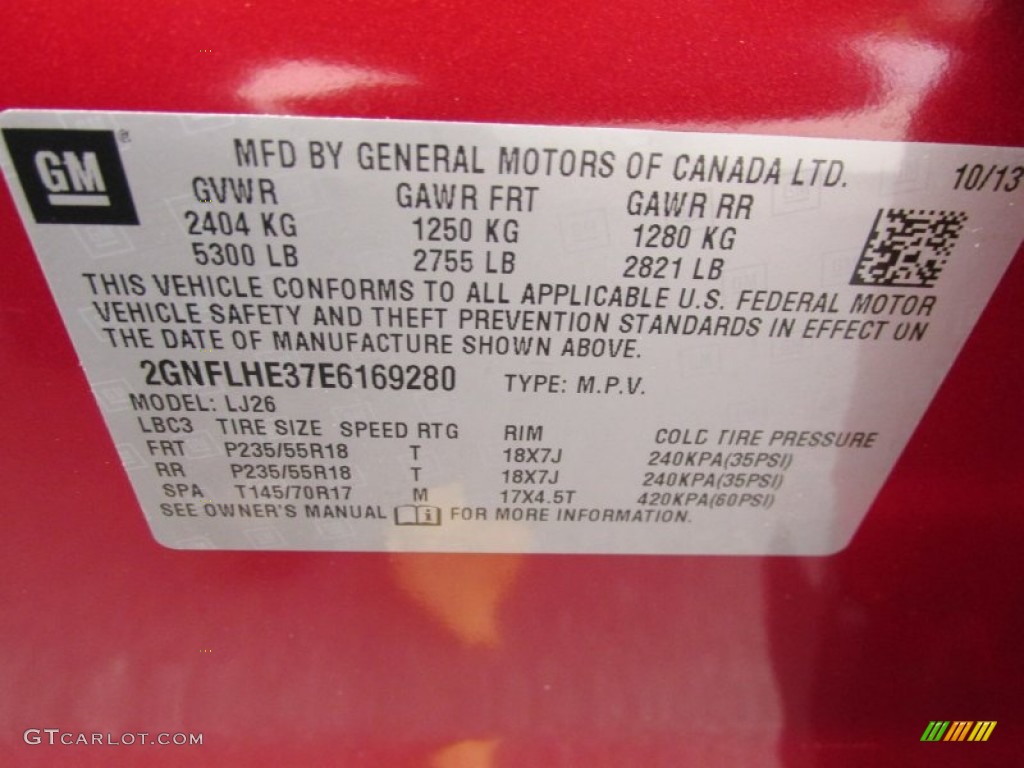 GM®
MFD BY GENERAL MOTORS OF CANADA LTD. 10/13
GVWR GAWR FRT GAWR RR
2404 KG 1250 KG 1280 KG
5300 LB 2755 LB 2821 LB
THIS VEHICLE CONFORMS TO ALL APPLICABLE U.S. FEDERAL MOTOR
VEHICLE SAFETY AND THEFT PREVENTION STANDARDS IN EFFECT ON
THE DATE OF MANUFACTURE SHOWN ABOVE.
2GNFLHE37E6169280 TYPE: M.P.V.
MODEL: LJ26
LBC3 TIRE SIZE SPEED RTG RIM COLD TIRE PRESSURE
FRT P235/55R18 T 18X7J 240KPA(35PSI)
RR P235/55R18 T 18X7J 240KPA(35PSI)
SPA T145/70R17 M 17X4.5T 420KPA(60PSI)
SEE OWNER'S MANUAL i FOR MORE INFORMATION.
GTCARLOT.COM